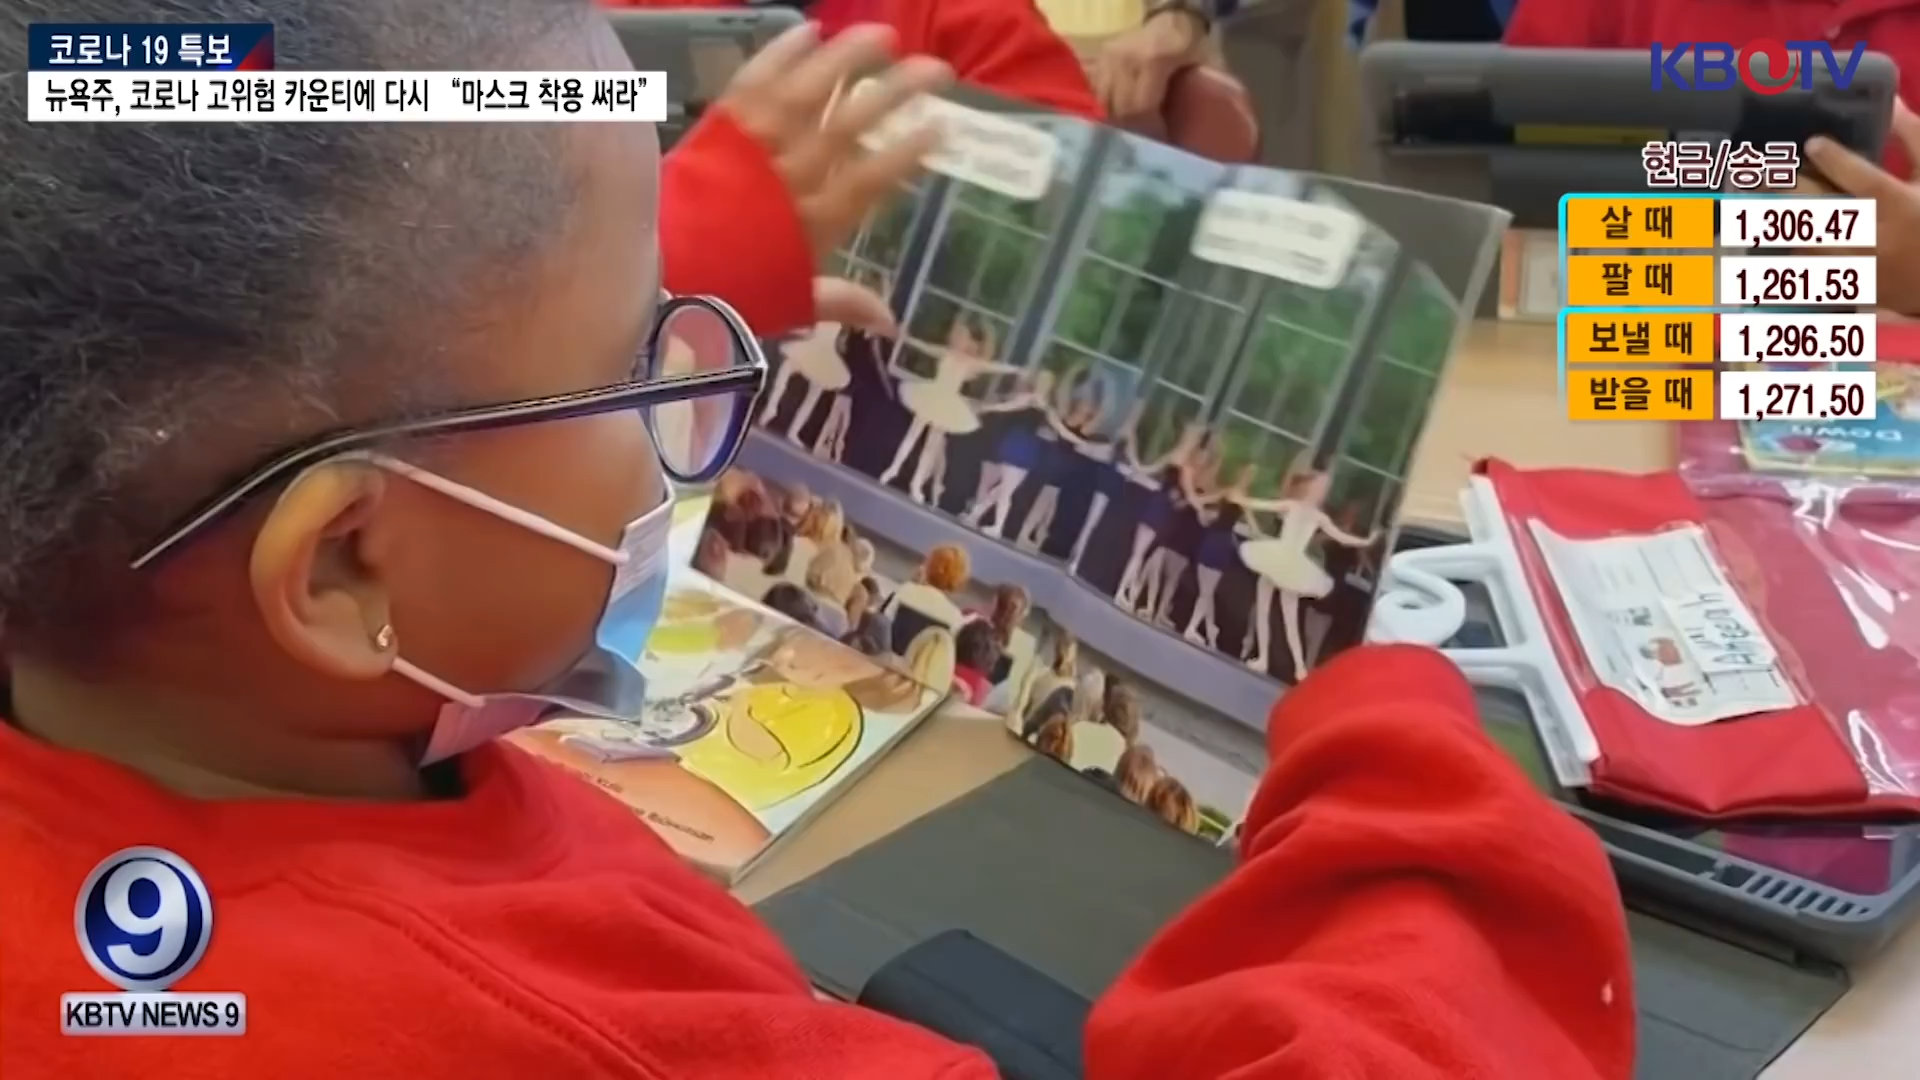 코로나 19 특보
뉴욕주, 코로나 고위험 카운티에 다시 “마스크 착용 써라”
KBTV
현금/송금
살 때 1,306.47
팔 때 1,261.53
보낼 때 1,296.50
받을 때 1,271.50
Down
9
KBTV NEWS 9